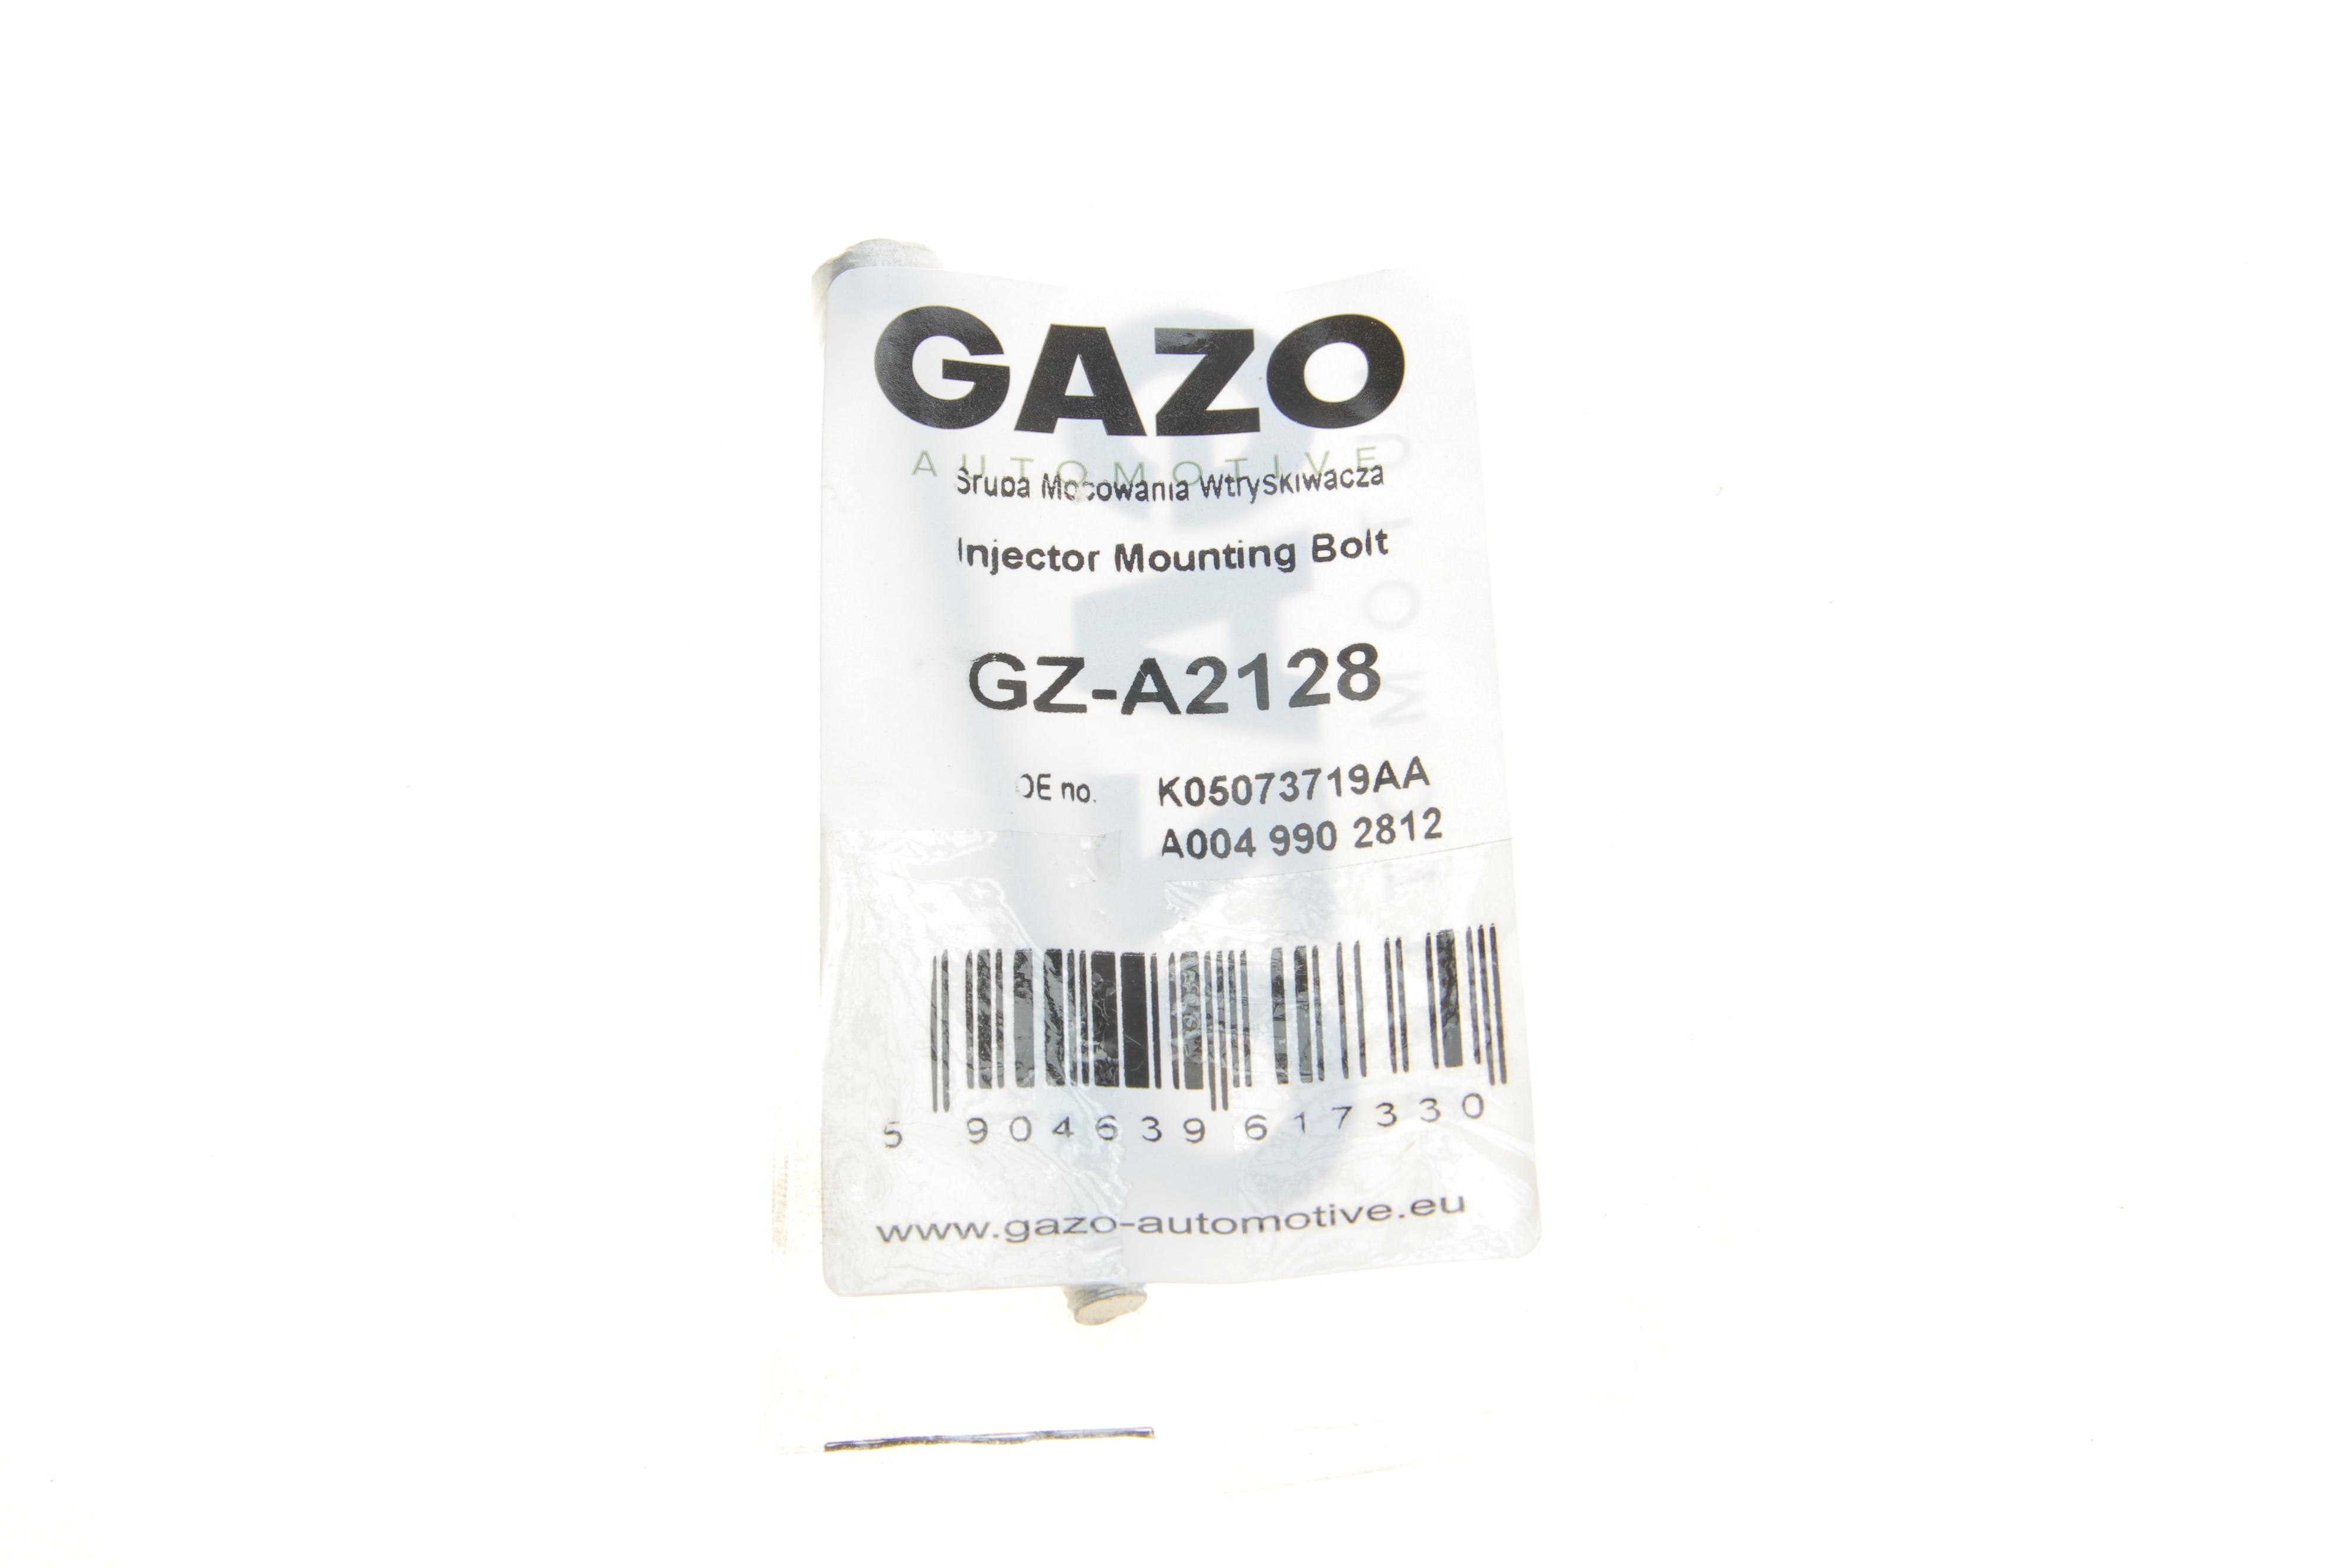 GAZO
AUTOMOTIVE
Sruba Mocowania Wtryskiwacza
Injector Mounting Bolt
GZ-A2128
OE no. K05073719AA
A004 990 2812
5 904639 617330
www.gazo-automotive.eu